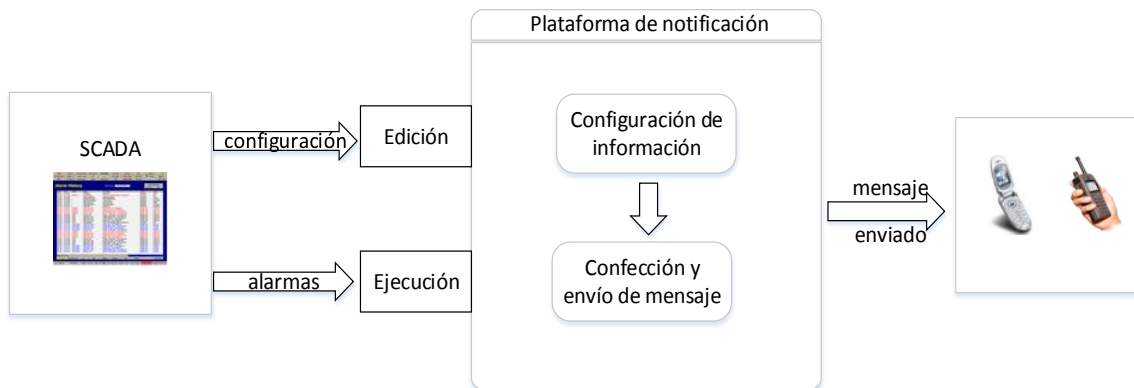 Plataforma de notificación
SCADA
configuración
Edición
Configuración de
información
alarmas
Ejecución
Confección y
envío de mensaje
mensaje
enviado